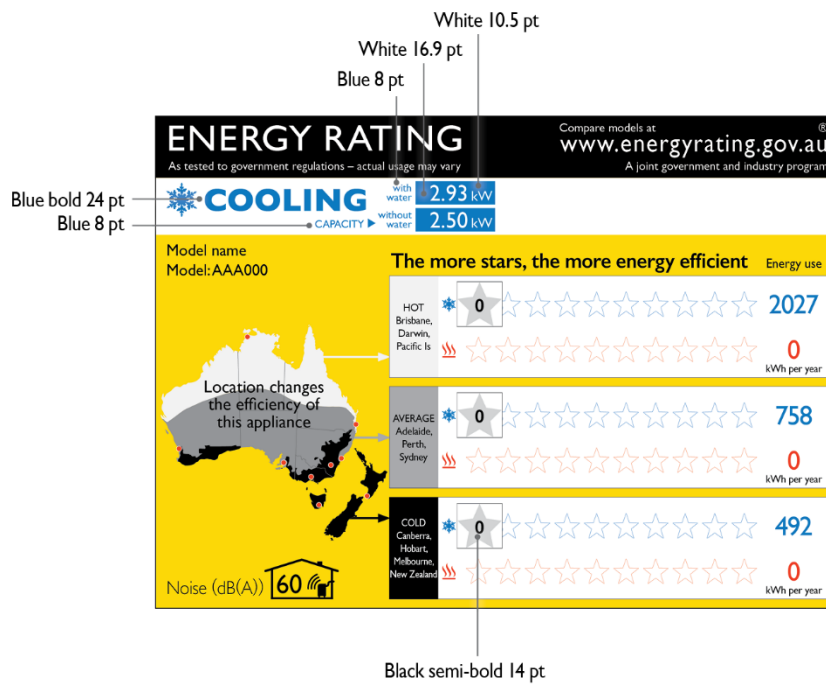 White 10.5 pt
White 16.9 pt
Blue 8 pt
ENERGY RATING
As tested to government regulations – actual usage may vary
Compare models at ®
www.energyrating.gov.au
A joint government and industry program
Blue bold 24 pt
COOLING
with water
2.93 kW
Blue 8 pt
CAPACITY
without water
2.50 kW
Model name
Model: AAA000
The more stars, the more energy efficient
Energy use
HOT
Brisbane,
Darwin,
Pacific Is
0
2027
0
kWh per year
Location changes
the efficiency of
this appliance
AVERAGE
Adelaide,
Perth,
Sydney
0
758
0
kWh per year
COLD
Canberra,
Hobart,
Melbourne,
New Zealand
0
492
0
kWh per year
Noise (dB(A))
60
Black semi-bold 14 pt